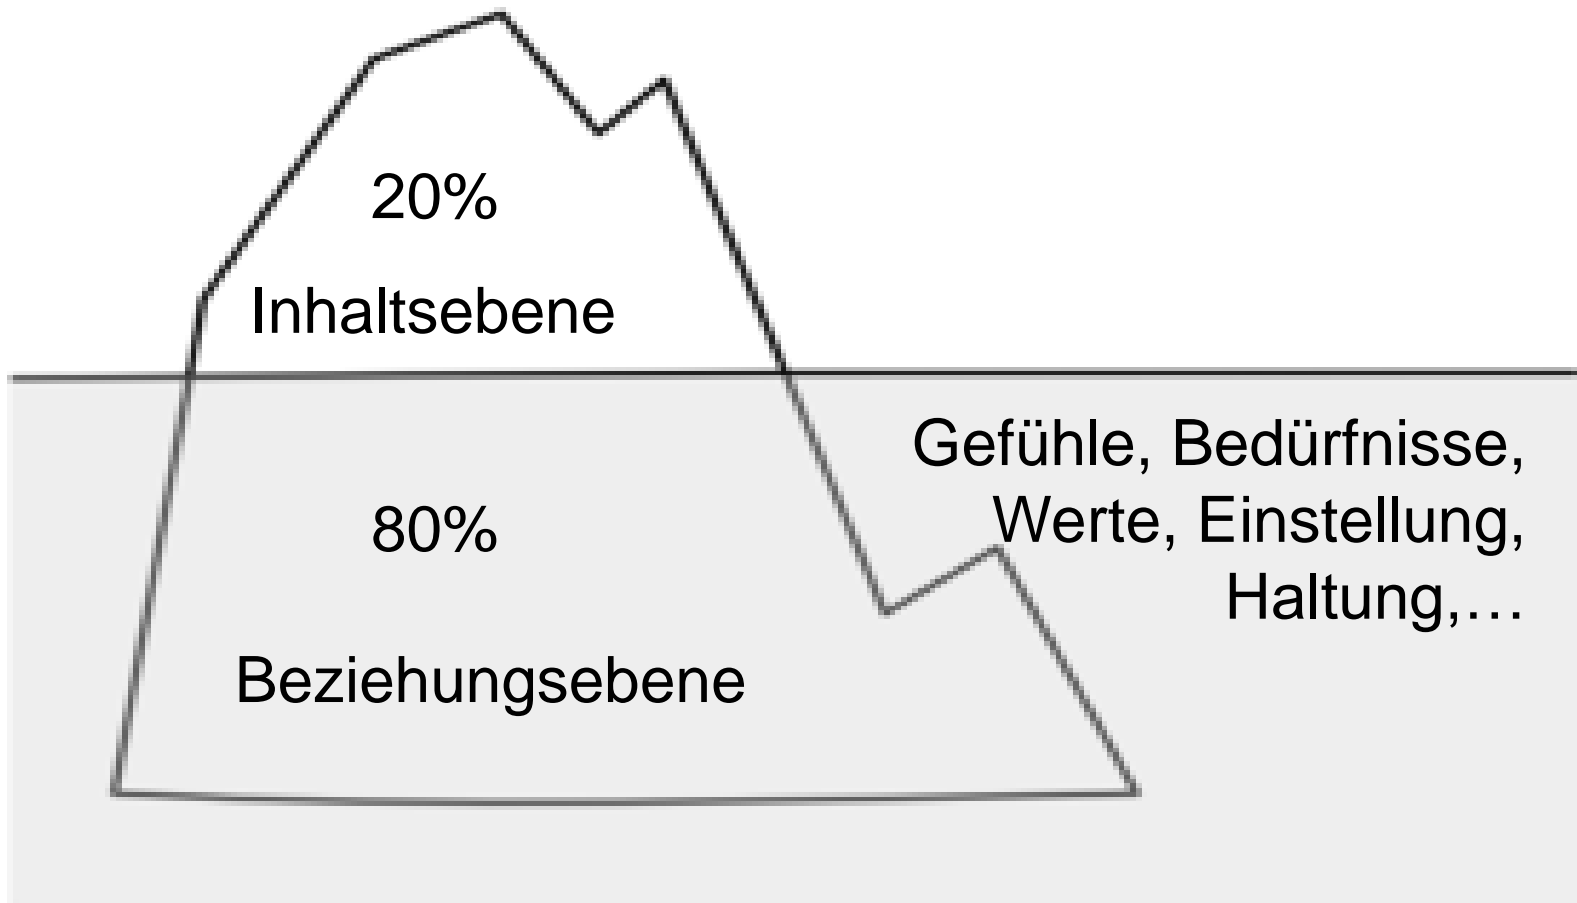 20%
Inhaltsebene
Gefühle, Bedürfnisse,
Werte, Einstellung,
Haltung,…
80%
Beziehungsebene